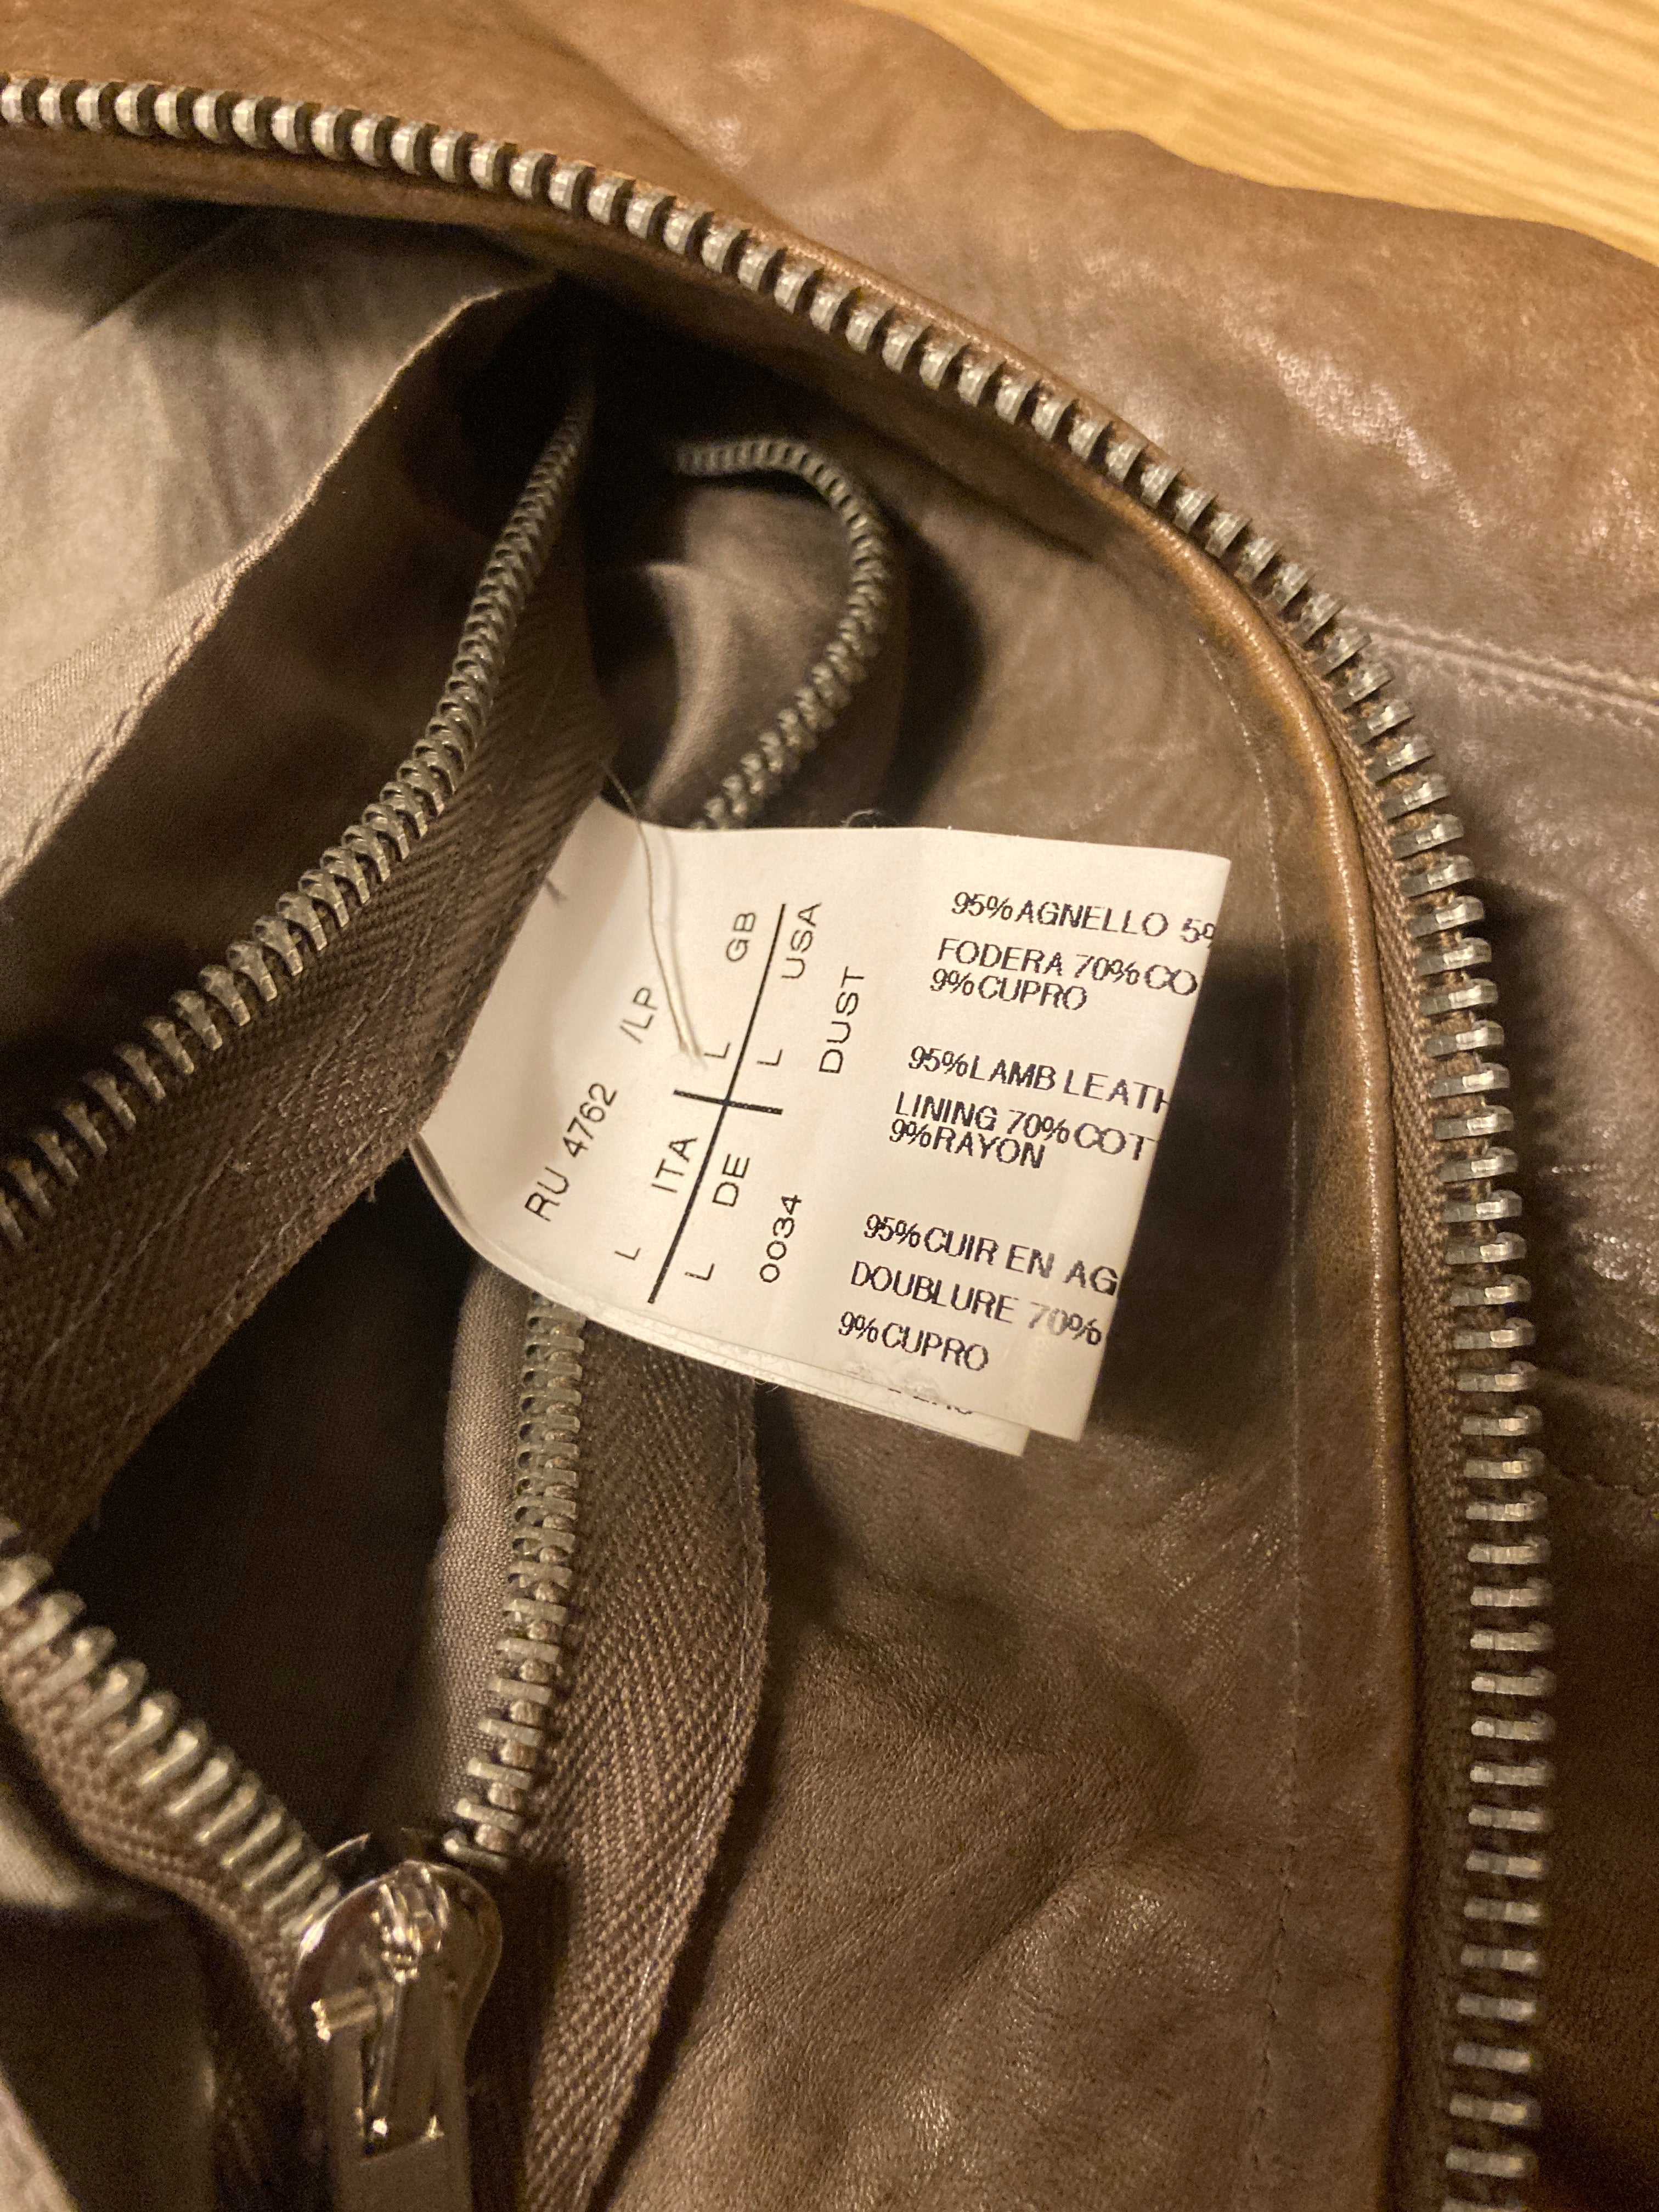 RU 4762 /LP
L ITA L GB
L DE L USA
0034 DUST
95%AGNELLO 5%
FODERA 70%CO
9%CUPRO
95%LAMB LEATH
LINING 70%COT
9%RAYON
95%CUIR EN AG
DOUBLURE 70%
9%CUPRO